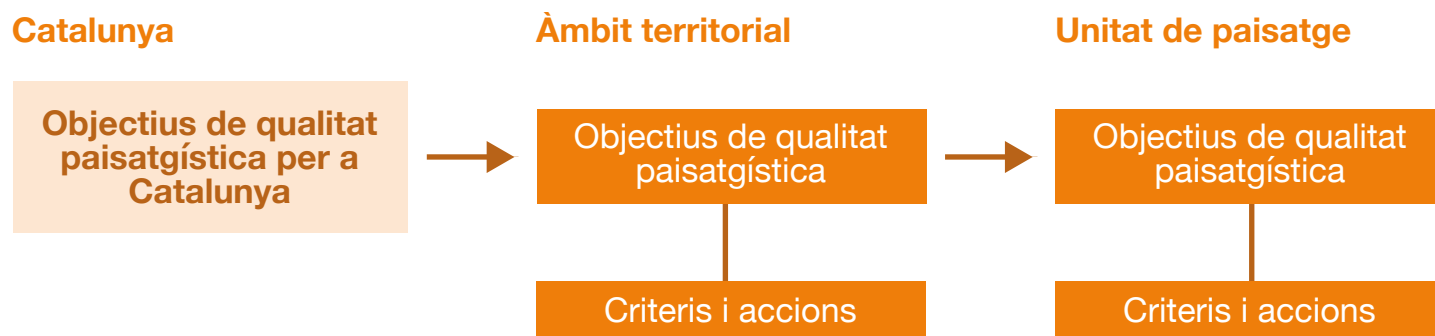 Catalunya
Àmbit territorial
Unitat de paisatge
Objectius de qualitat
paisatgística per a
Catalunya
Objectius de qualitat
paisatgística
Objectius de qualitat
paisatgística
Criteris i accions
Criteris i accions